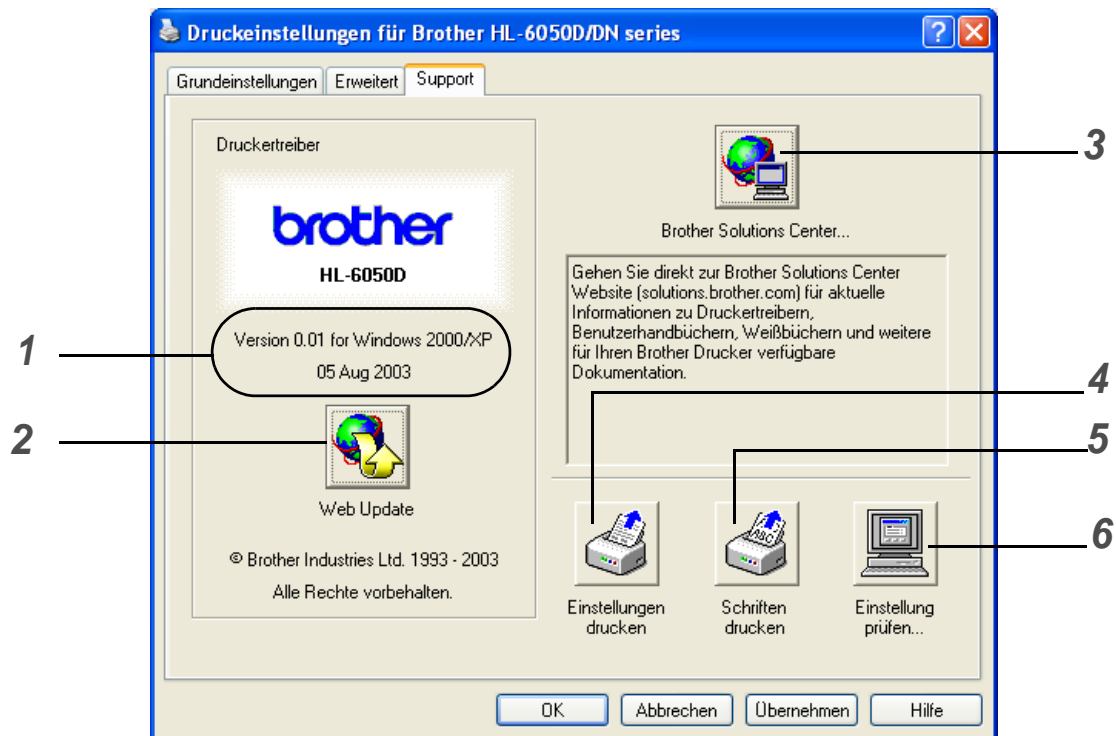 Druckeinstellungen für Brother HL-6050D/DN series
Grundeinstellungen Erweitert Support
Druckertreiber
brother
HL-6050D
Version 0.01 for Windows 2000/XP
05 Aug 2003
Web Update
© Brother Industries Ltd. 1993 - 2003
Alle Rechte vorbehalten.
Brother Solutions Center...
Gehen Sie direkt zur Brother Solutions Center
Website (solutions.brother.com) für aktuelle
Informationen zu Druckertreibern,
Benutzerhandbüchern, Weißbüchern und weitere
für Ihren Brother Drucker verfügbare
Dokumentation.
ABC
Einstellungen
drucken
Schriften
drucken
Einstellung
prüfen...
OK Abbrechen Übernehmen Hilfe
1
2
3
4
5
6